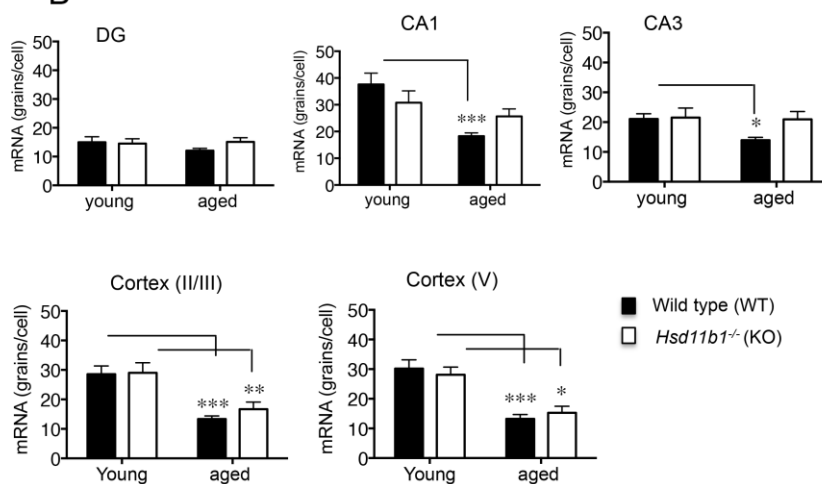 DG
mRNA (grains/cell)
50
40
30
20
10
0
young aged
CA1
mRNA (grains/cell)
50
40
30
20
10
0
***
young aged
CA3
mRNA (grains/cell)
50
40
30
20
10
0
*
young aged
Cortex (II/III)
mRNA (grains/cell)
50
40
30
20
10
0
*** **
Young aged
Cortex (V)
mRNA (grains/cell)
50
40
30
20
10
0
*** *
Young aged
Wild type (WT)
Hsd11b1-/- (KO)